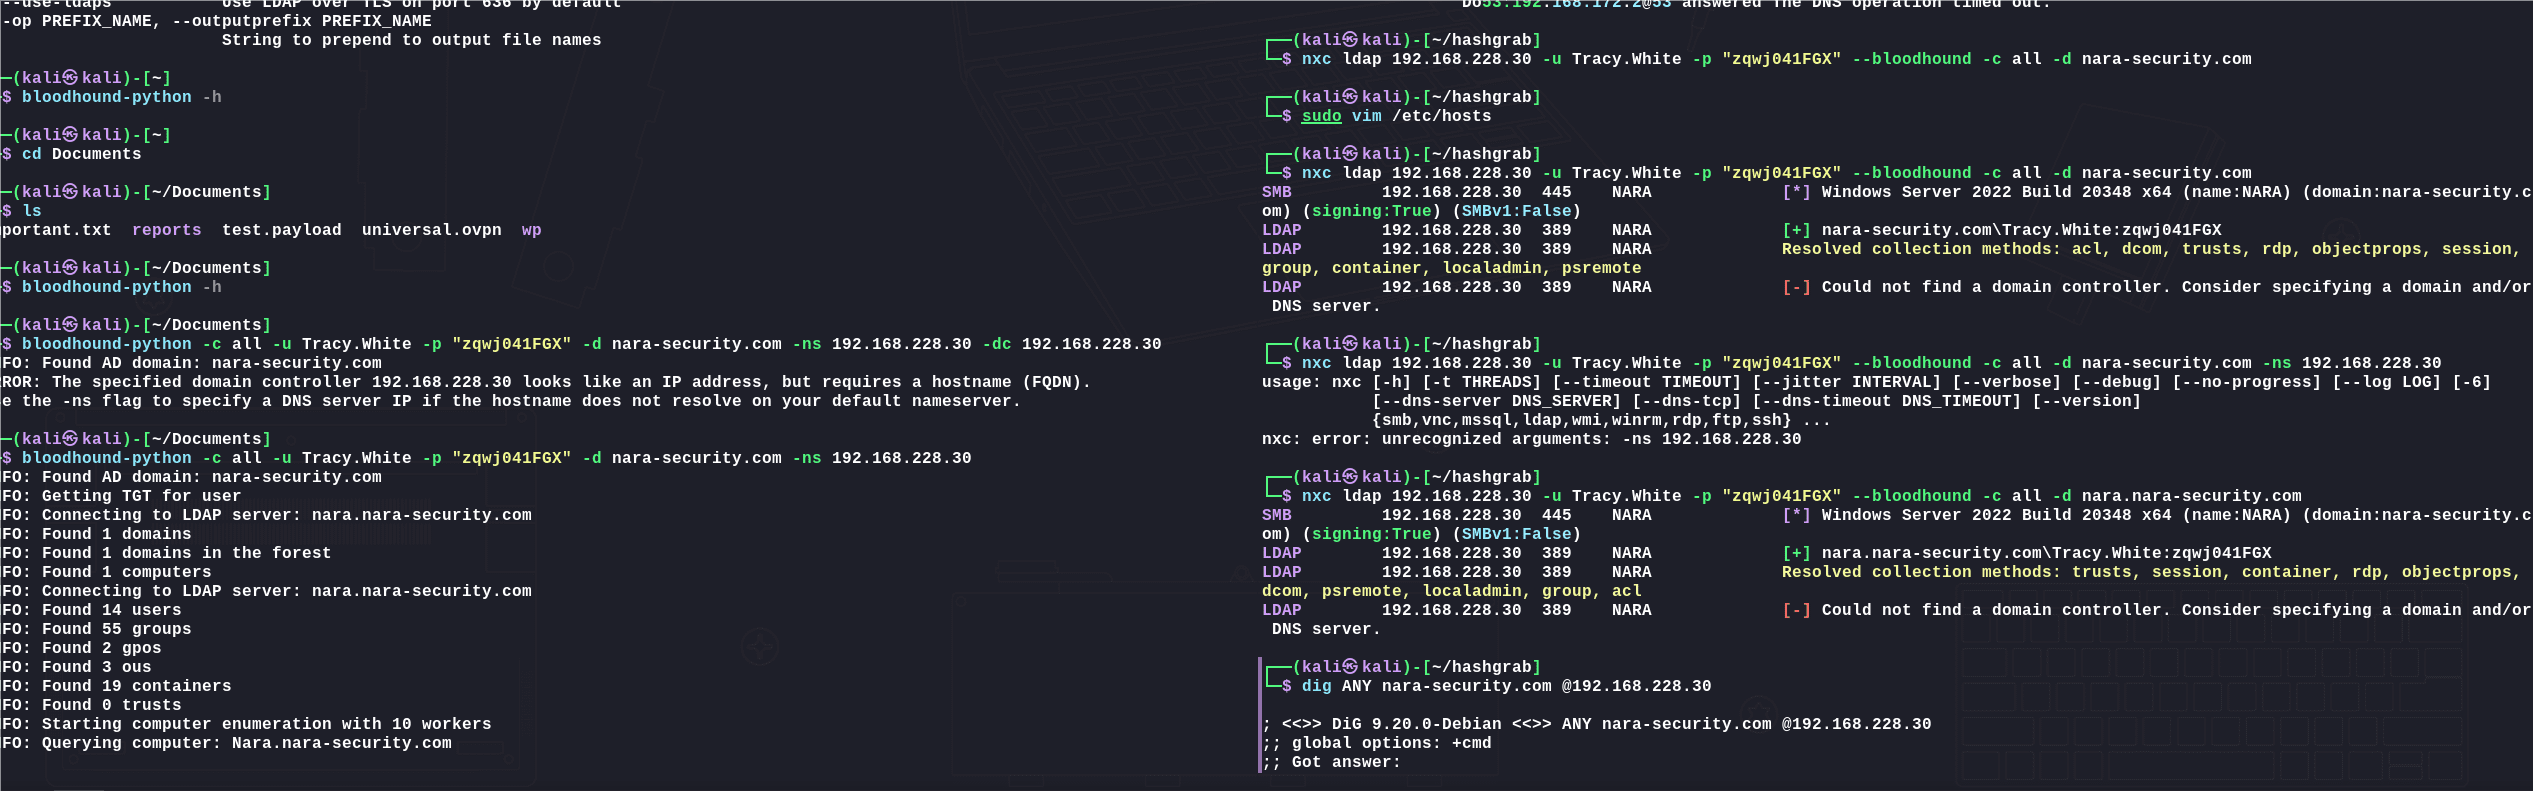 --use-ldaps           Use LDAP over TLS on port 636 by default
-op PREFIX_NAME, --outputprefix PREFIX_NAME
                      String to prepend to output file names
─(kali㉿kali)-[~]
$ bloodhound-python -h
─(kali㉿kali)-[~]
$ cd Documents
─(kali㉿kali)-[~/Documents]
$ ls
portant.txt  reports  test.payload  universal.ovpn  wp
─(kali㉿kali)-[~/Documents]
$ bloodhound-python -h
─(kali㉿kali)-[~/Documents]
$ bloodhound-python -c all -u Tracy.White -p "zqwj041FGX" -d nara-security.com -ns 192.168.228.30 -dc 192.168.228.30
FO: Found AD domain: nara-security.com
ROR: The specified domain controller 192.168.228.30 looks like an IP address, but requires a hostname (FQDN).
e the -ns flag to specify a DNS server IP if the hostname does not resolve on your default nameserver.
─(kali㉿kali)-[~/Documents]
$ bloodhound-python -c all -u Tracy.White -p "zqwj041FGX" -d nara-security.com -ns 192.168.228.30
FO: Found AD domain: nara-security.com
FO: Getting TGT for user
FO: Connecting to LDAP server: nara.nara-security.com
FO: Found 1 domains
FO: Found 1 domains in the forest
FO: Found 1 computers
FO: Connecting to LDAP server: nara.nara-security.com
FO: Found 14 users
FO: Found 55 groups
FO: Found 2 gpos
FO: Found 3 ous
FO: Found 19 containers
FO: Found 0 trusts
FO: Starting computer enumeration with 10 workers
FO: Querying computer: Nara.nara-security.com
Do53:192.168.172.2@53 answered The DNS operation timed out.
┌──(kali㉿kali)-[~/hashgrab]
└─$ nxc ldap 192.168.228.30 -u Tracy.White -p "zqwj041FGX" --bloodhound -c all -d nara-security.com
┌──(kali㉿kali)-[~/hashgrab]
└─$ sudo vim /etc/hosts
┌──(kali㉿kali)-[~/hashgrab]
└─$ nxc ldap 192.168.228.30 -u Tracy.White -p "zqwj041FGX" --bloodhound -c all -d nara-security.com
SMB         192.168.228.30  445    NARA             [*] Windows Server 2022 Build 20348 x64 (name:NARA) (domain:nara-security.c
om) (signing:True) (SMBv1:False)
LDAP        192.168.228.30  389    NARA             [+] nara-security.com\Tracy.White:zqwj041FGX
LDAP        192.168.228.30  389    NARA             Resolved collection methods: acl, dcom, trusts, rdp, objectprops, session,
group, container, localadmin, psremote
LDAP        192.168.228.30  389    NARA             [-] Could not find a domain controller. Consider specifying a domain and/or
 DNS server.
┌──(kali㉿kali)-[~/hashgrab]
└─$ nxc ldap 192.168.228.30 -u Tracy.White -p "zqwj041FGX" --bloodhound -c all -d nara-security.com -ns 192.168.228.30
usage: nxc [-h] [-t THREADS] [--timeout TIMEOUT] [--jitter INTERVAL] [--verbose] [--debug] [--no-progress] [--log LOG] [-6]
           [--dns-server DNS_SERVER] [--dns-tcp] [--dns-timeout DNS_TIMEOUT] [--version]
           {smb,vnc,mssql,ldap,wmi,winrm,rdp,ftp,ssh} ...
nxc: error: unrecognized arguments: -ns 192.168.228.30
┌──(kali㉿kali)-[~/hashgrab]
└─$ nxc ldap 192.168.228.30 -u Tracy.White -p "zqwj041FGX" --bloodhound -c all -d nara.nara-security.com
SMB         192.168.228.30  445    NARA             [*] Windows Server 2022 Build 20348 x64 (name:NARA) (domain:nara-security.c
om) (signing:True) (SMBv1:False)
LDAP        192.168.228.30  389    NARA             [+] nara.nara-security.com\Tracy.White:zqwj041FGX
LDAP        192.168.228.30  389    NARA             Resolved collection methods: trusts, session, container, rdp, objectprops,
dcom, psremote, localadmin, group, acl
LDAP        192.168.228.30  389    NARA             [-] Could not find a domain controller. Consider specifying a domain and/or
 DNS server.
┌──(kali㉿kali)-[~/hashgrab]
└─$ dig ANY nara-security.com @192.168.228.30
; <<>> DiG 9.20.0-Debian <<>> ANY nara-security.com @192.168.228.30
;; global options: +cmd
;; Got answer: